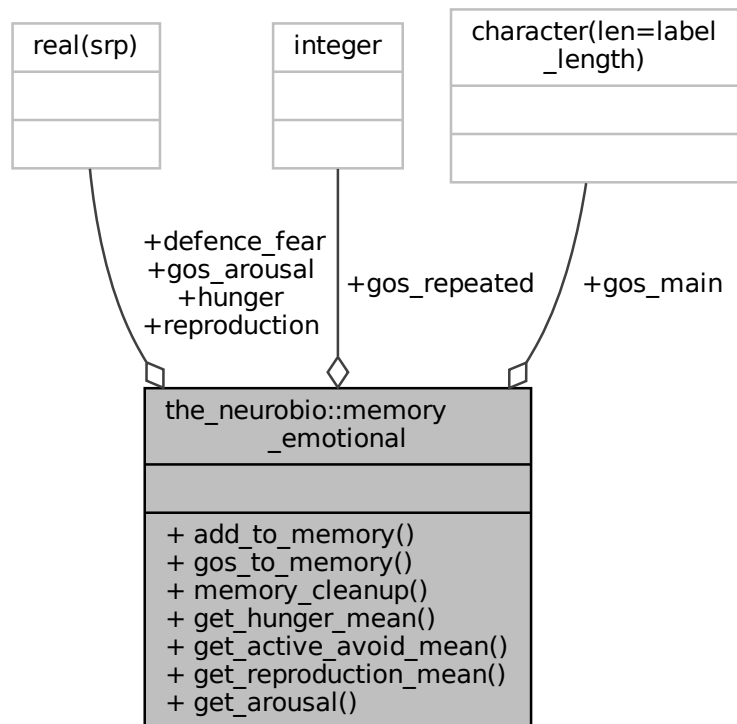 real(srp)
integer
character(len=label
_length)
+defence_fear
+gos_arousal
+hunger
+reproduction
+gos_repeated
+gos_main
the_neurobio::memory
_emotional
+ add_to_memory()
+ gos_to_memory()
+ memory_cleanup()
+ get_hunger_mean()
+ get_active_avoid_mean()
+ get_reproduction_mean()
+ get_arousal()